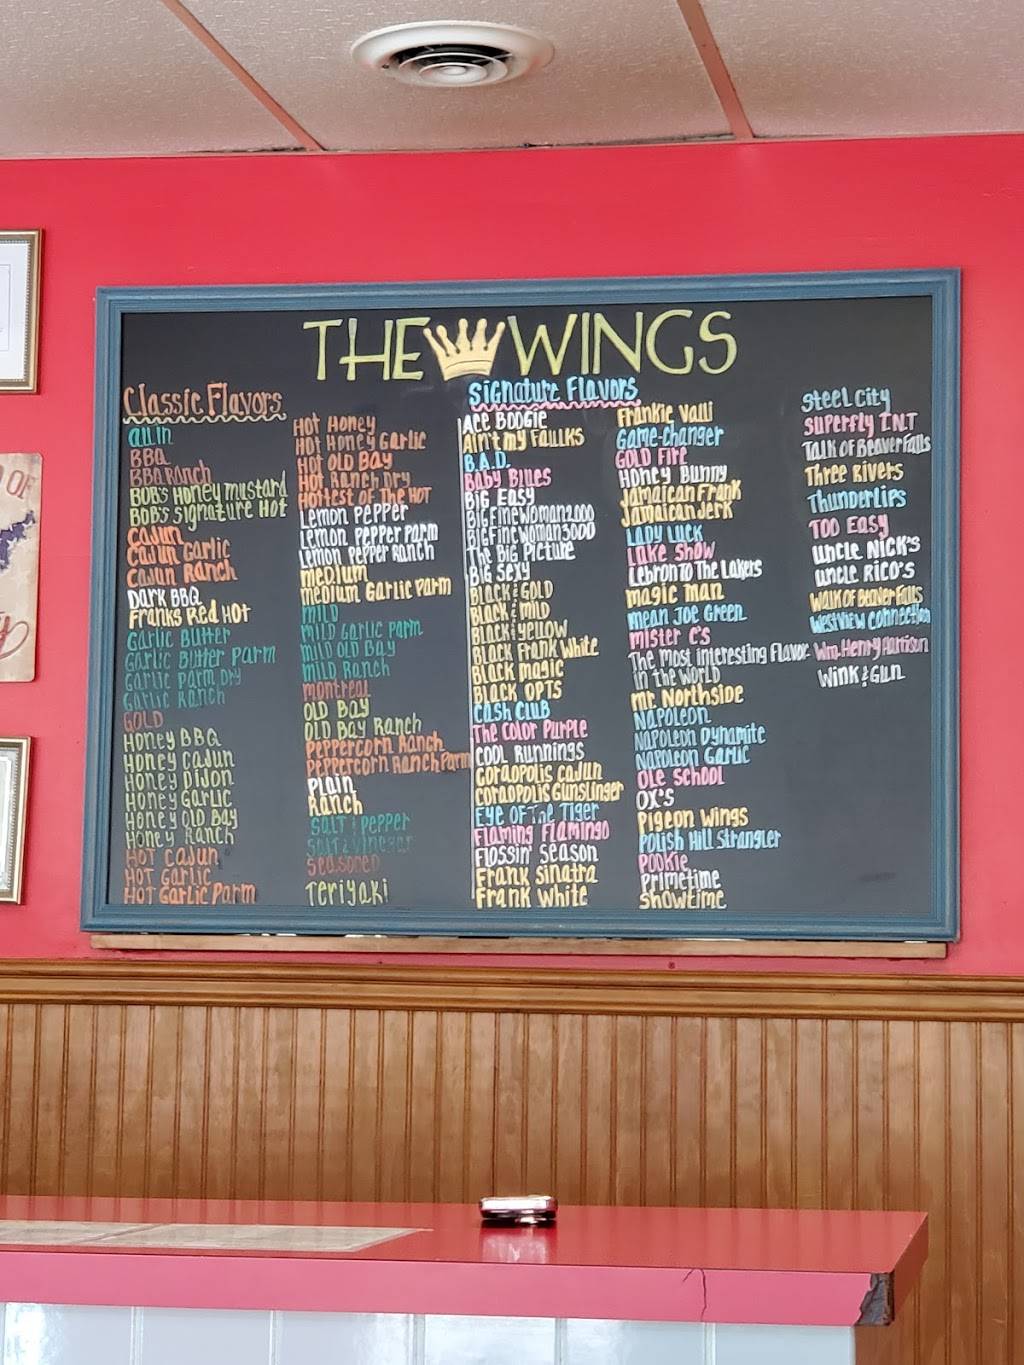 THE WINGS
Classic Flavors
all in
BBQ
BBQ Ranch
BOB's Honey Mustard
BOB's Signature Hot
Cajun
Cajun Garlic
Cajun Ranch
Dark BBQ
Franks Red Hot
Garlic Butter
Garlic Butter Parm
Garlic Parm Dry
Garlic Ranch
GOLD
Honey BBQ
Honey Cajun
Honey Dijon
Honey Garlic
Honey Old Bay
Honey Ranch
HOT Cajun
HOT Garlic
HOT Garlic Parm
Hot Honey
Hot Honey Garlic
Hot Old Bay
Hot Ranch Dry
Hottest of The Hot
Lemon Pepper
Lemon Pepper Parm
Lemon Pepper Ranch
Medium
Medium Garlic Parm
Mild
Mild Garlic Parm
Mild Old Bay
Mild Ranch
Montreal
Old Bay
Old Bay Ranch
Peppercorn Ranch
Peppercorn Ranch Parm
Plain
Ranch
Salt & Pepper
Salt & Vinegar
Seasoned
Teriyaki
Signature Flavors
Ace Boogie
Ain't my Faulks
B.A.D.
Baby Blues
Big Easy
Big Fine Woman 2000
Big Fine Woman 3000
The Big Picture
Big Sexy
Black & Gold
Black & Mild
Black & Yellow
Black Frank White
Black Magic
Black Opts
Cash Club
The Color Purple
Cool Runnings
Coraopolis Cajun
Coraopolis Gunslinger
Eye Of The Tiger
Flaming Flamingo
Flossin' Season
Frank Sinatra
Frank White
Frankie Valli
Game-Changer
Gold Fire
Honey Bunny
Jamaican Frank
Jamaican Jerk
Lady Luck
Lake Show
Lebron To The Lakers
Magic Man
Mean Joe Green
Mister C's
The Most Interesting Flavor
in the World
Mr. Northside
Napoleon
Napoleon Dynamite
Napoleon Garlic
Ole School
Ox's
Pigeon Wings
Polish Hill Strangler
Pookie
Primetime
Showtime
Steel City
Superfly T.N.T
Talk of Beaver Falls
Three Rivers
Thunderlips
Too Easy
Uncle Nick's
Uncle Rico's
Walk of Beaver Falls
Westview Connection
Wm. Henry Harrison
Wink & Gun
OF